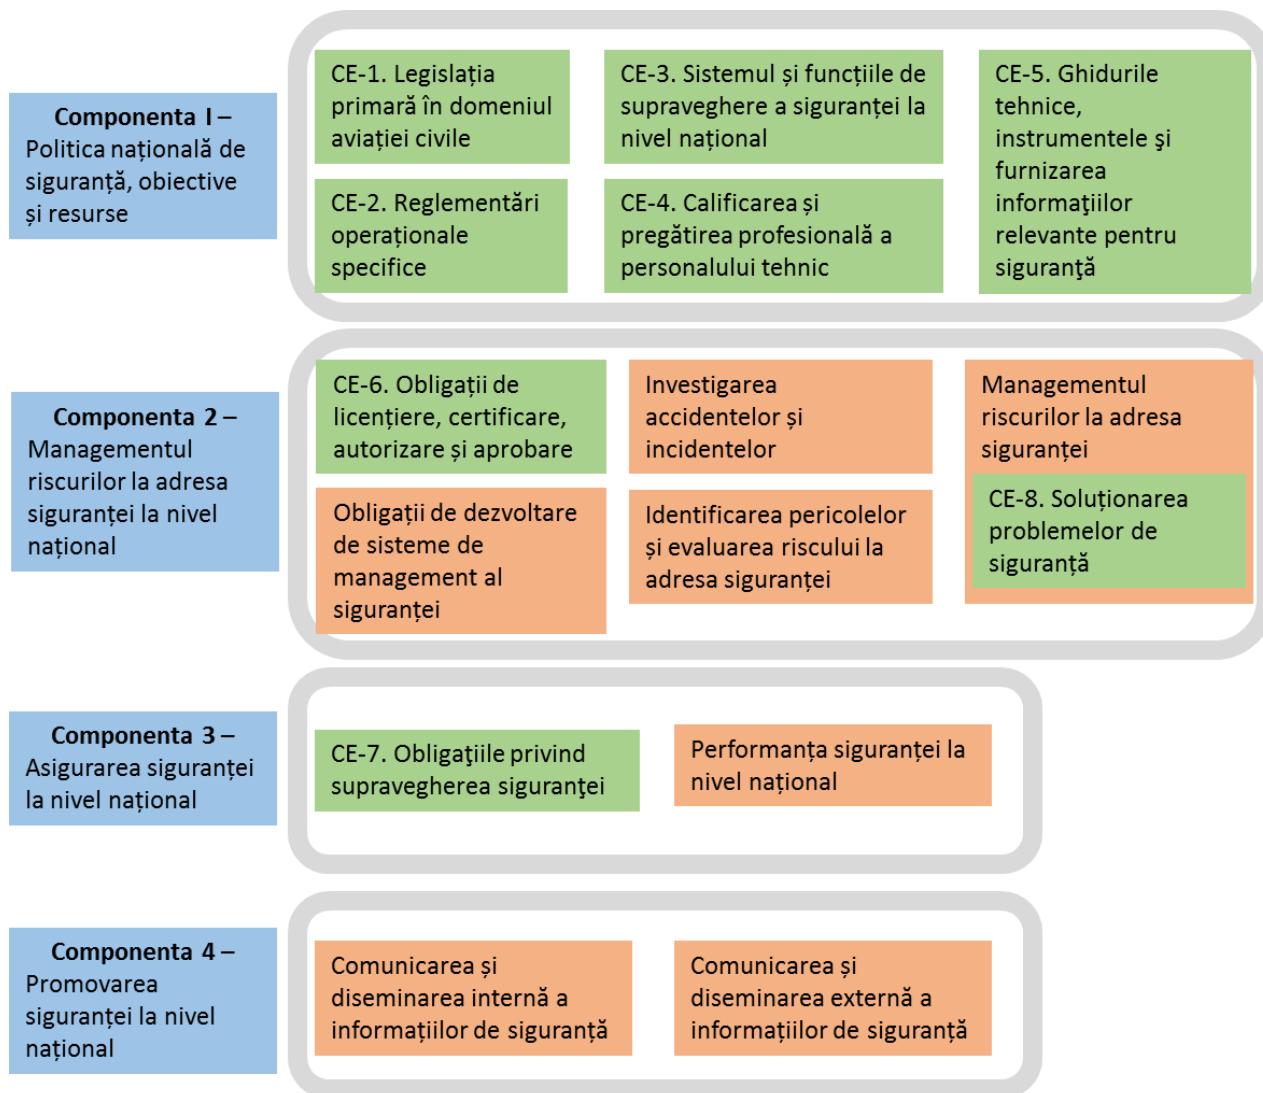 Componenta I –
Politica națională de
siguranță, obiective
și resurse
CE-1. Legislația
primară în domeniul
aviației civile
CE-2. Reglementări
operaționale
specifice
CE-3. Sistemul și funcțiile de
supraveghere a siguranței la
nivel național
CE-4. Calificarea și
pregătirea profesională a
personalului tehnic
CE-5. Ghidurile
tehnice,
instrumentele şi
furnizarea
informaţiilor
relevante pentru
siguranţă
Componenta 2 –
Managementul
riscurilor la adresa
siguranței la nivel
național
CE-6. Obligații de
licențiere, certificare,
autorizare și aprobare
Obligații de dezvoltare
de sisteme de
management al
siguranței
Investigarea
accidentelor și
incidentelor
Identificarea pericolelor
și evaluarea riscului la
adresa siguranței
Managementul
riscurilor la adresa
siguranței
CE-8. Soluționarea
problemelor de
siguranță
Componenta 3 –
Asigurarea siguranței
la nivel național
CE-7. Obligaţiile privind
supravegherea siguranţei
Performanța siguranței la
nivel național
Componenta 4 –
Promovarea
siguranței la nivel
național
Comunicarea și
diseminarea internă a
informațiilor de siguranță
Comunicarea și
diseminarea externă a
informațiilor de siguranță